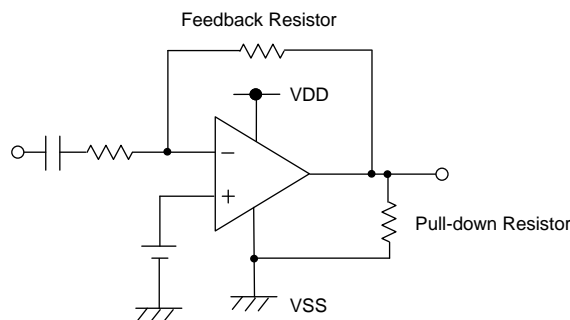 Feedback Resistor
VDD
−
+
Pull-down Resistor
VSS